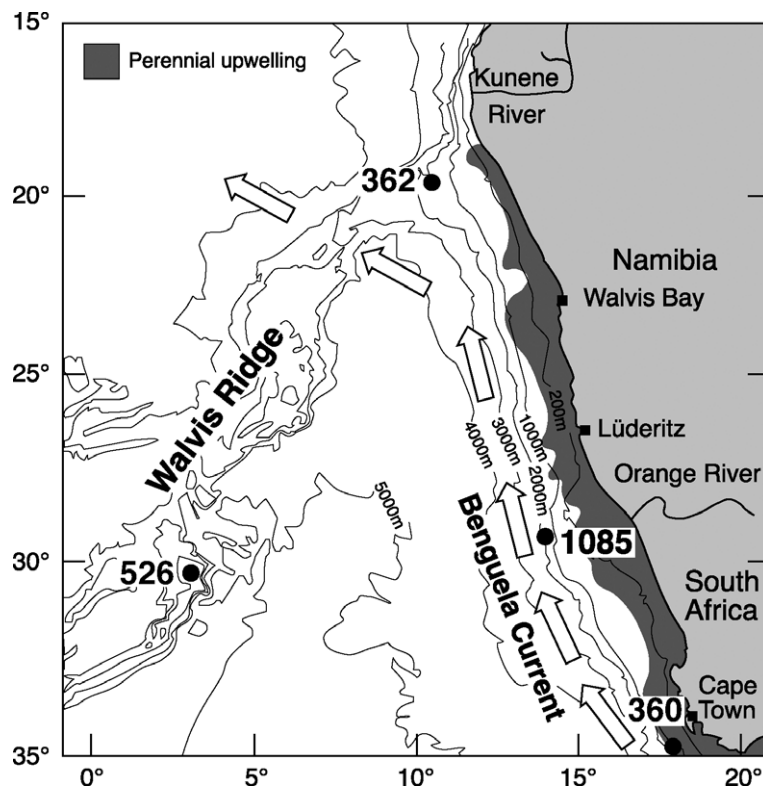 15°
Perennial upwelling
Kunene
River
362
20°
Namibia
Walvis Bay
25°
Walvis Ridge
200m
1000m
3000m
4000m
2000m
Lüderitz
Orange River
5000m
Benguela Current
30°
526
1085
South
Africa
Cape
Town
360
35°
0°
5°
10°
15°
20°